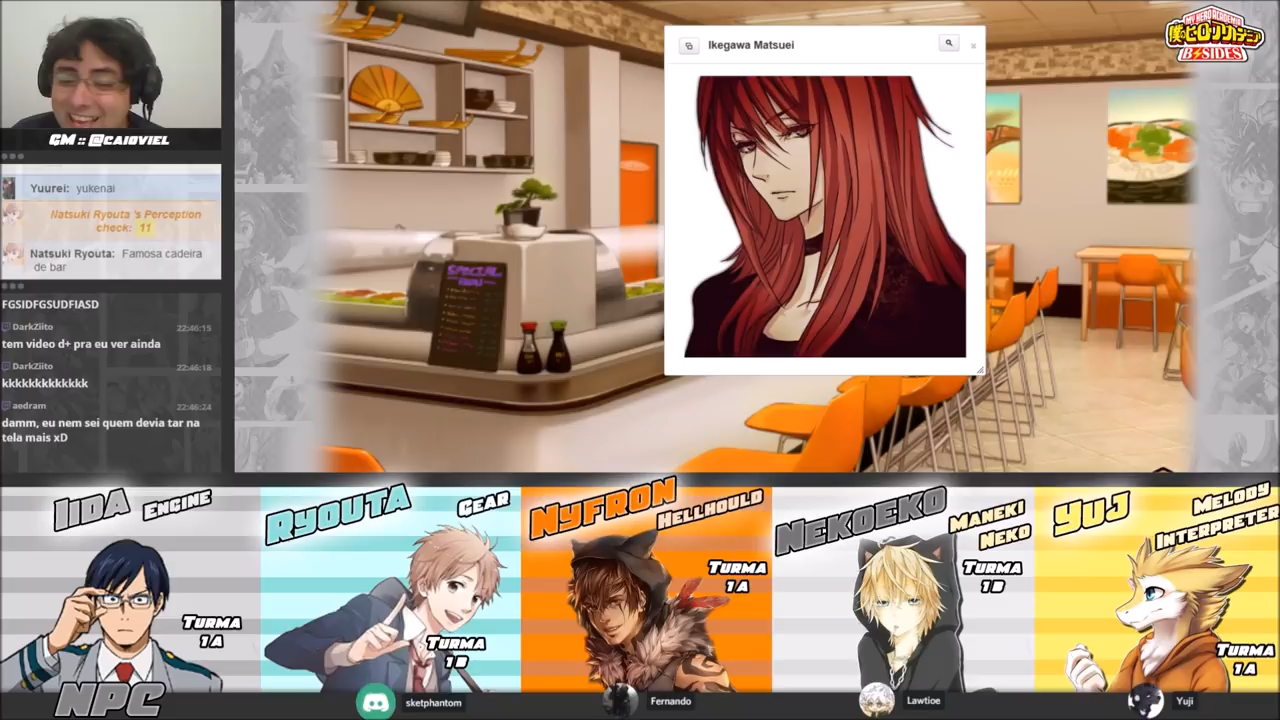 GM :: @CAIOVIEL
Yuurei: yukenai
Natsuki Ryouta 's Perception
check: 11
Natsuki Ryouta: Famosa cadeira
de bar
FGSIDFGSUDFIASD
DarkZiito 22:46:15
tem video d+ pra eu ver ainda
DarkZiito 22:46:18
kkkkkkkkkkkkk
aedram 22:46:24
damm, eu nem sei quem devia tar na
tela mais xD
Ikegawa Matsuei
MY HERO ACADEMIA
B-SIDES
SPECIAL
IIDA
ENGINE
TURMA
1A
NPC
RYOUTA
GEAR
TURMA
1B
sketphantom
NYFRON
HELLHOULD
TURMA
1A
Fernando
NEKOEKO
MANEKI
NEKO
TURMA
1B
Lawtioe
YUJ
MELODY
INTERPRETER
TURMA
1A
Yuji